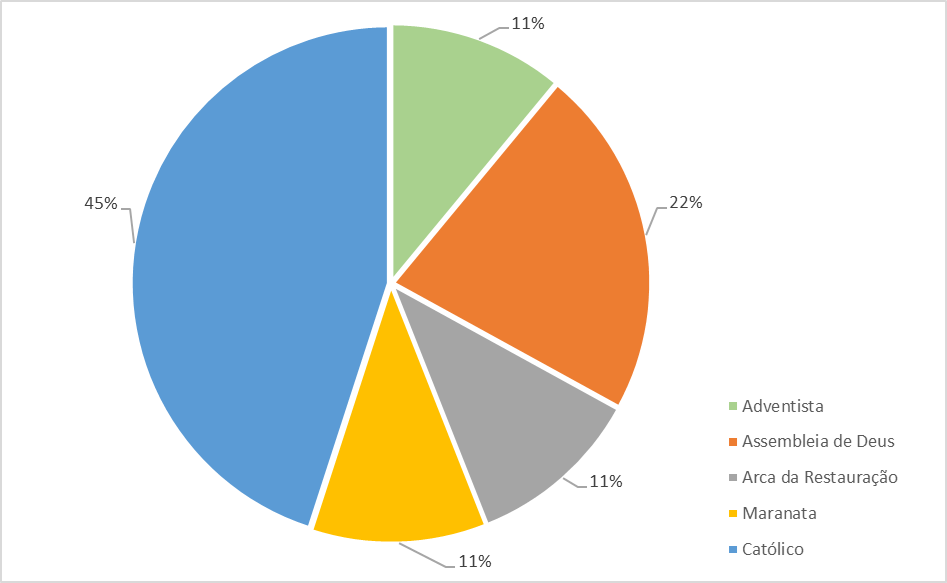 11%
45%
22%
11%
11%
Adventista
Assembleia de Deus
Arca da Restauração
Maranata
Católico